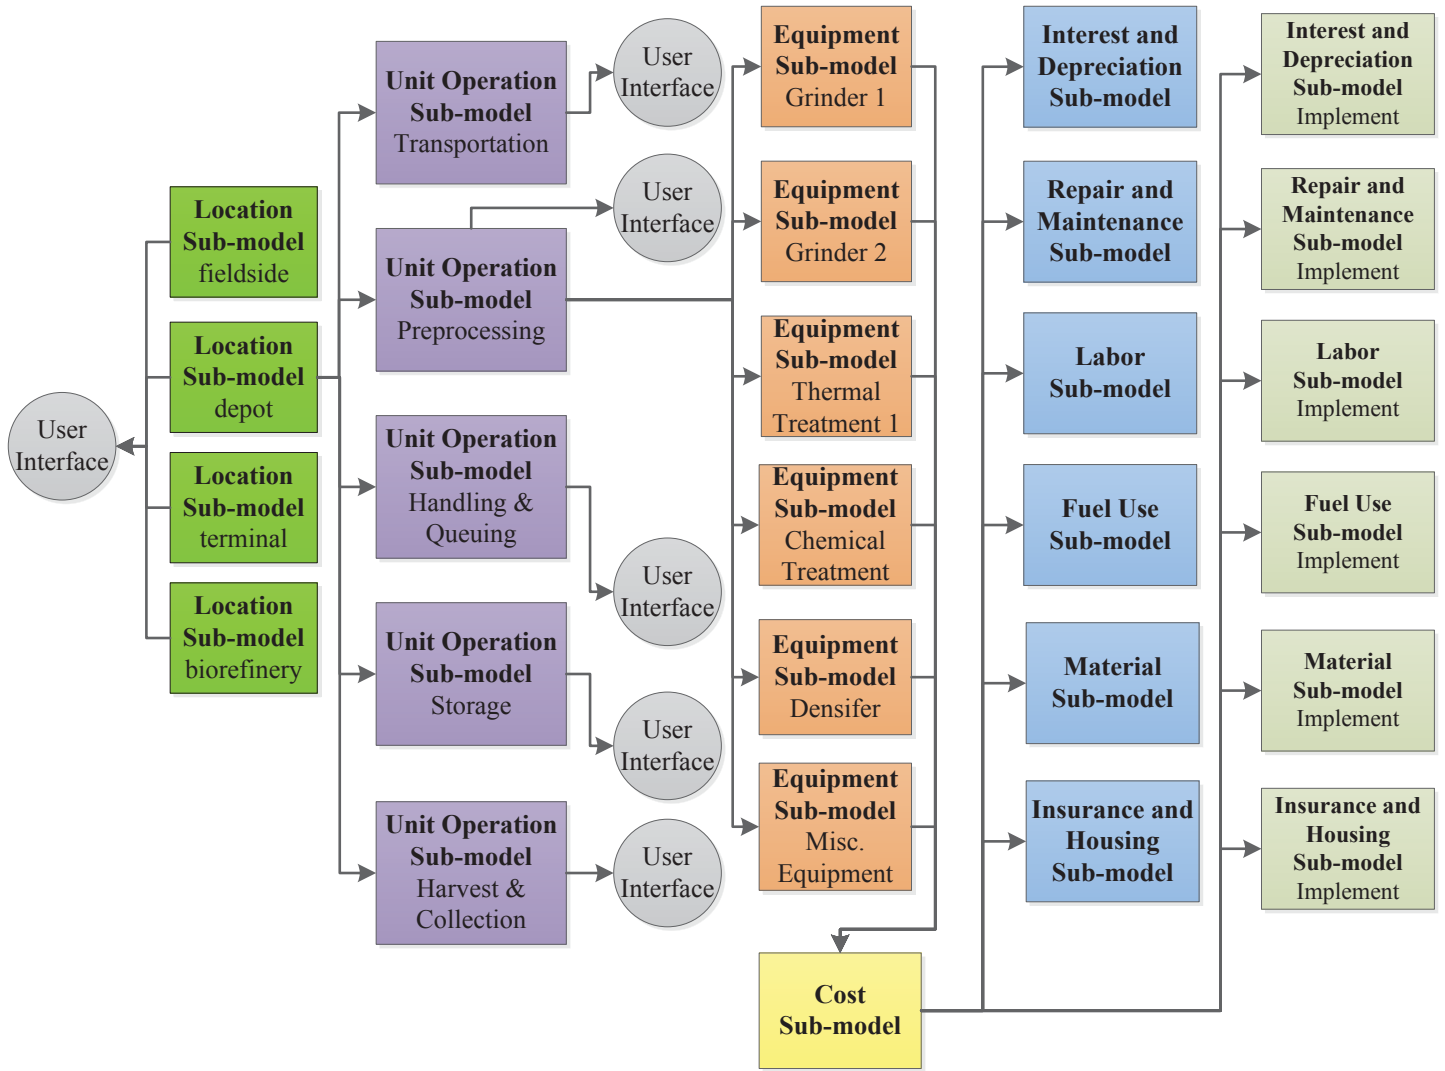 User
Interface
Location
Sub-model
fieldside
Location
Sub-model
depot
Location
Sub-model
terminal
Location
Sub-model
biorefinery
Unit Operation
Sub-model
Transportation
Unit Operation
Sub-model
Preprocessing
Unit Operation
Sub-model
Handling &
Queuing
Unit Operation
Sub-model
Storage
Unit Operation
Sub-model
Harvest &
Collection
User
Interface
User
Interface
User
Interface
User
Interface
User
Interface
Equipment
Sub-model
Grinder 1
Equipment
Sub-model
Grinder 2
Equipment
Sub-model
Thermal
Treatment 1
Equipment
Sub-model
Chemical
Treatment
Equipment
Sub-model
Densifer
Equipment
Sub-model
Misc.
Equipment
Cost
Sub-model
Interest and
Depreciation
Sub-model
Repair and
Maintenance
Sub-model
Labor
Sub-model
Fuel Use
Sub-model
Material
Sub-model
Insurance and
Housing
Sub-model
Interest and
Depreciation
Sub-model
Implement
Repair and
Maintenance
Sub-model
Implement
Labor
Sub-model
Implement
Fuel Use
Sub-model
Implement
Material
Sub-model
Implement
Insurance and
Housing
Sub-model
Implement